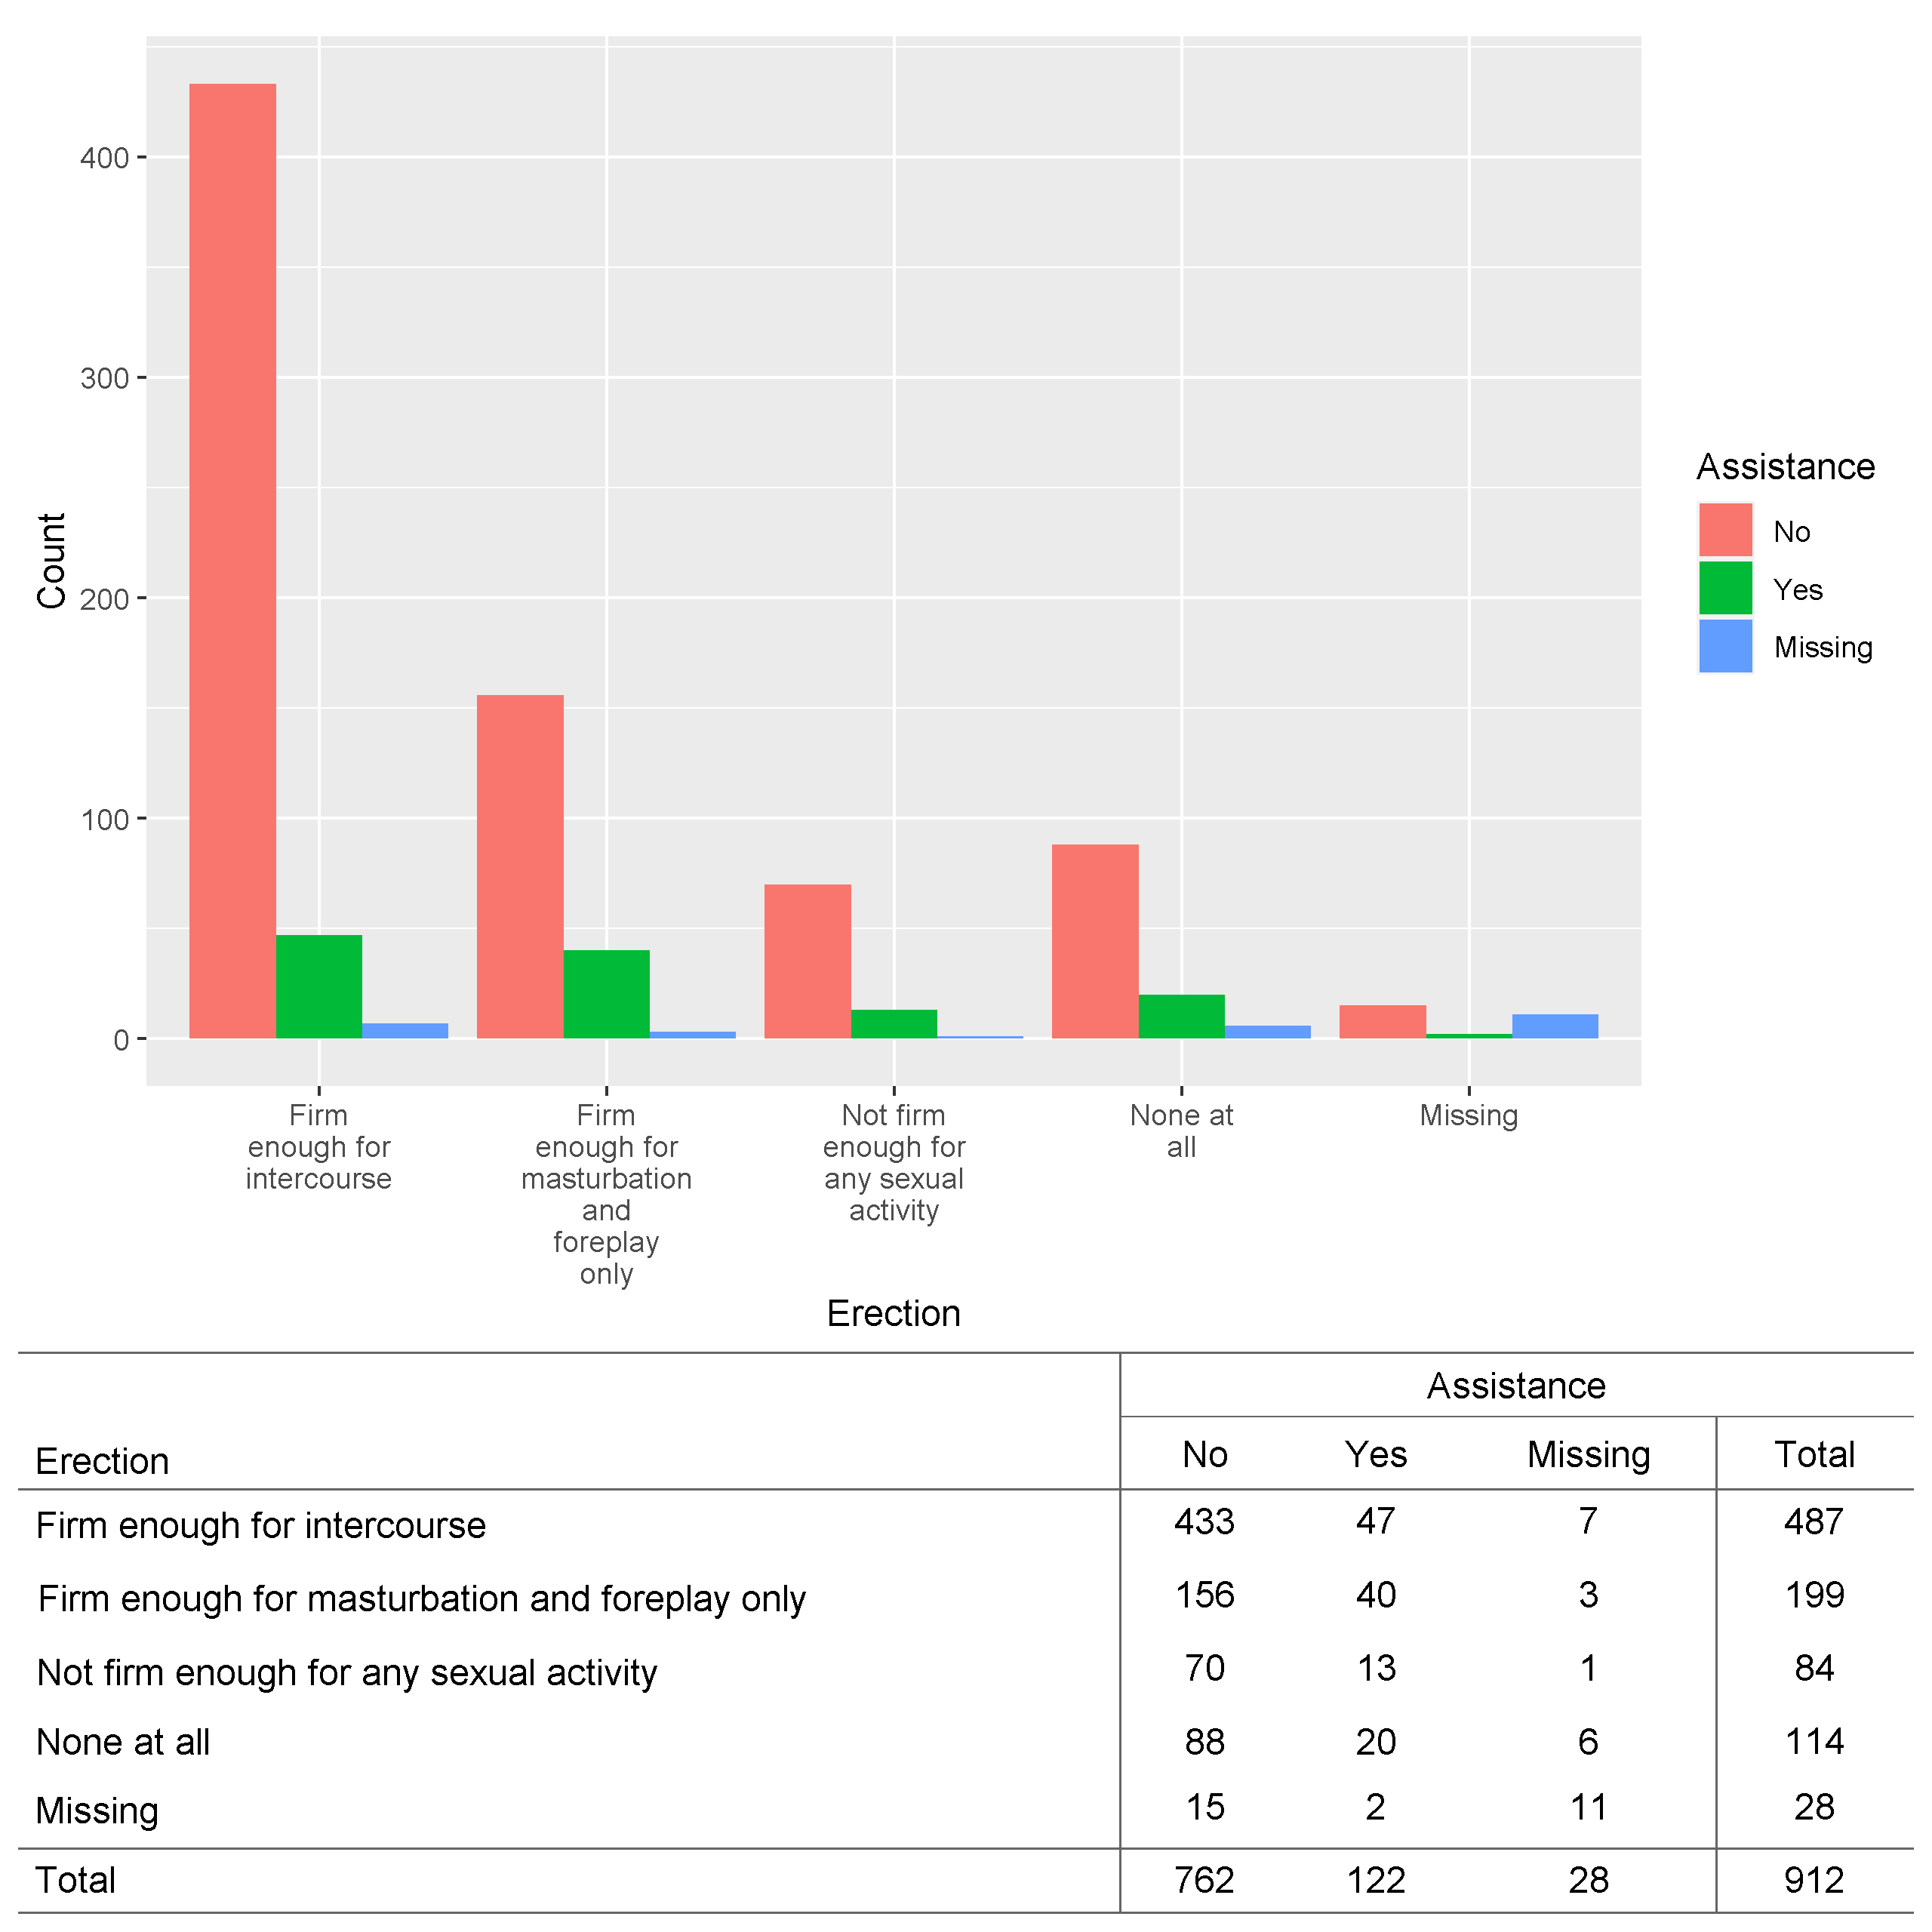 400
300
200
100
0
Count
Firm
enough for
intercourse
Firm
enough for
masturbation
and
foreplay
only
Not firm
enough for
any sexual
activity
None at
all
Missing
Erection
Assistance
No
Yes
Missing
Assistance
Erection No Yes Missing Total
Firm enough for intercourse 433 47 7 487
Firm enough for masturbation and foreplay only 156 40 3 199
Not firm enough for any sexual activity 70 13 1 84
None at all 88 20 6 114
Missing 15 2 11 28
Total 762 122 28 912